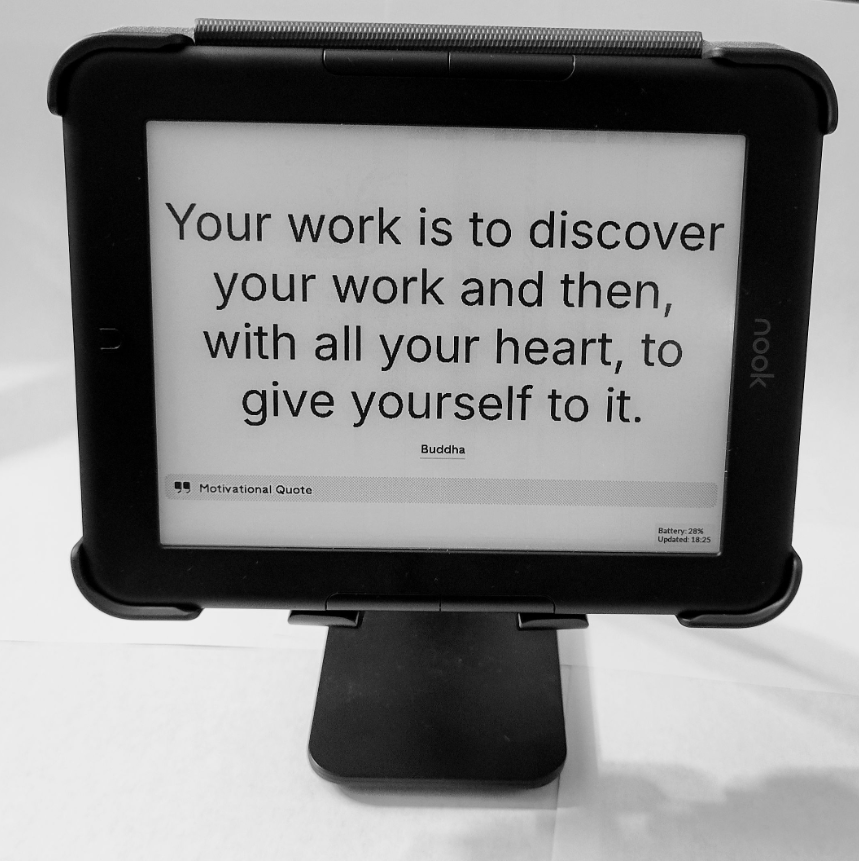 Your work is to discover
your work and then,
with all your heart, to
give yourself to it.
Buddha
Motivational Quote
Battery: 28%
Updated: 18:25
nook
n